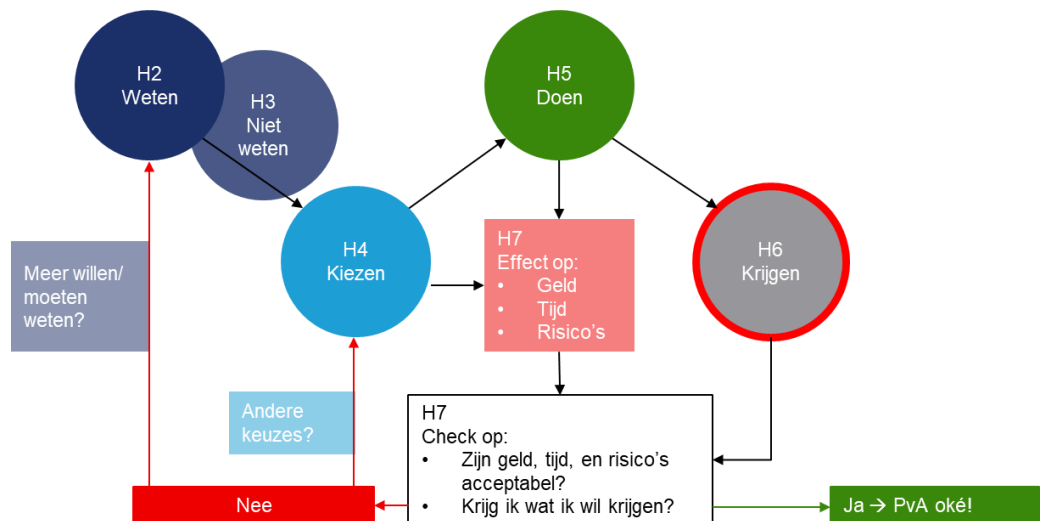 H2
Weten
H3
Niet
weten
H4
Kiezen
H5
Doen
H6
Krijgen
H7
Effect op:
• Geld
• Tijd
• Risico’s
Meer willen/
moeten
weten?
Andere
keuzes?
H7
Check op:
• Zijn geld, tijd, en risico’s
acceptabel?
• Krijg ik wat ik wil krijgen?
Nee
Ja → PvA oké!